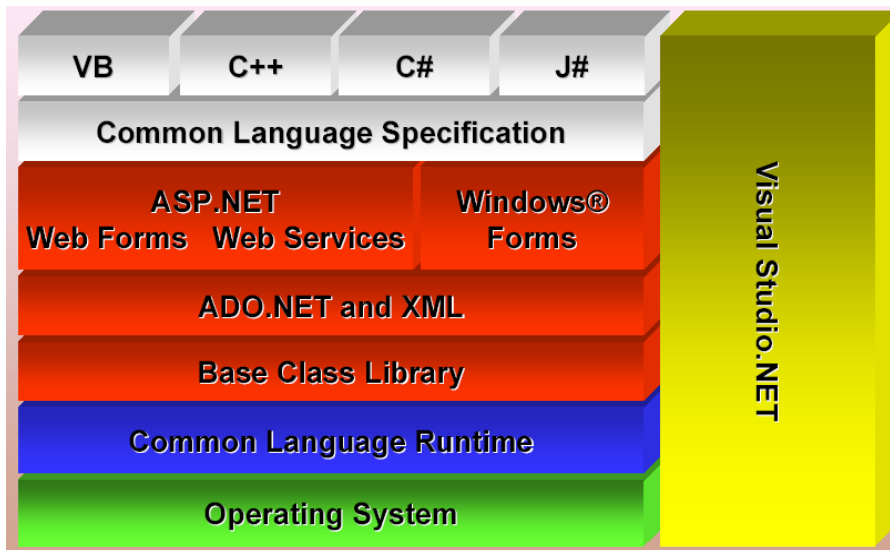 VB
C++
C#
J#
Common Language Specification
ASP.NET
Web Forms Web Services
Windows®
Forms
ADO.NET and XML
Base Class Library
Common Language Runtime
Operating System
Visual Studio.NET